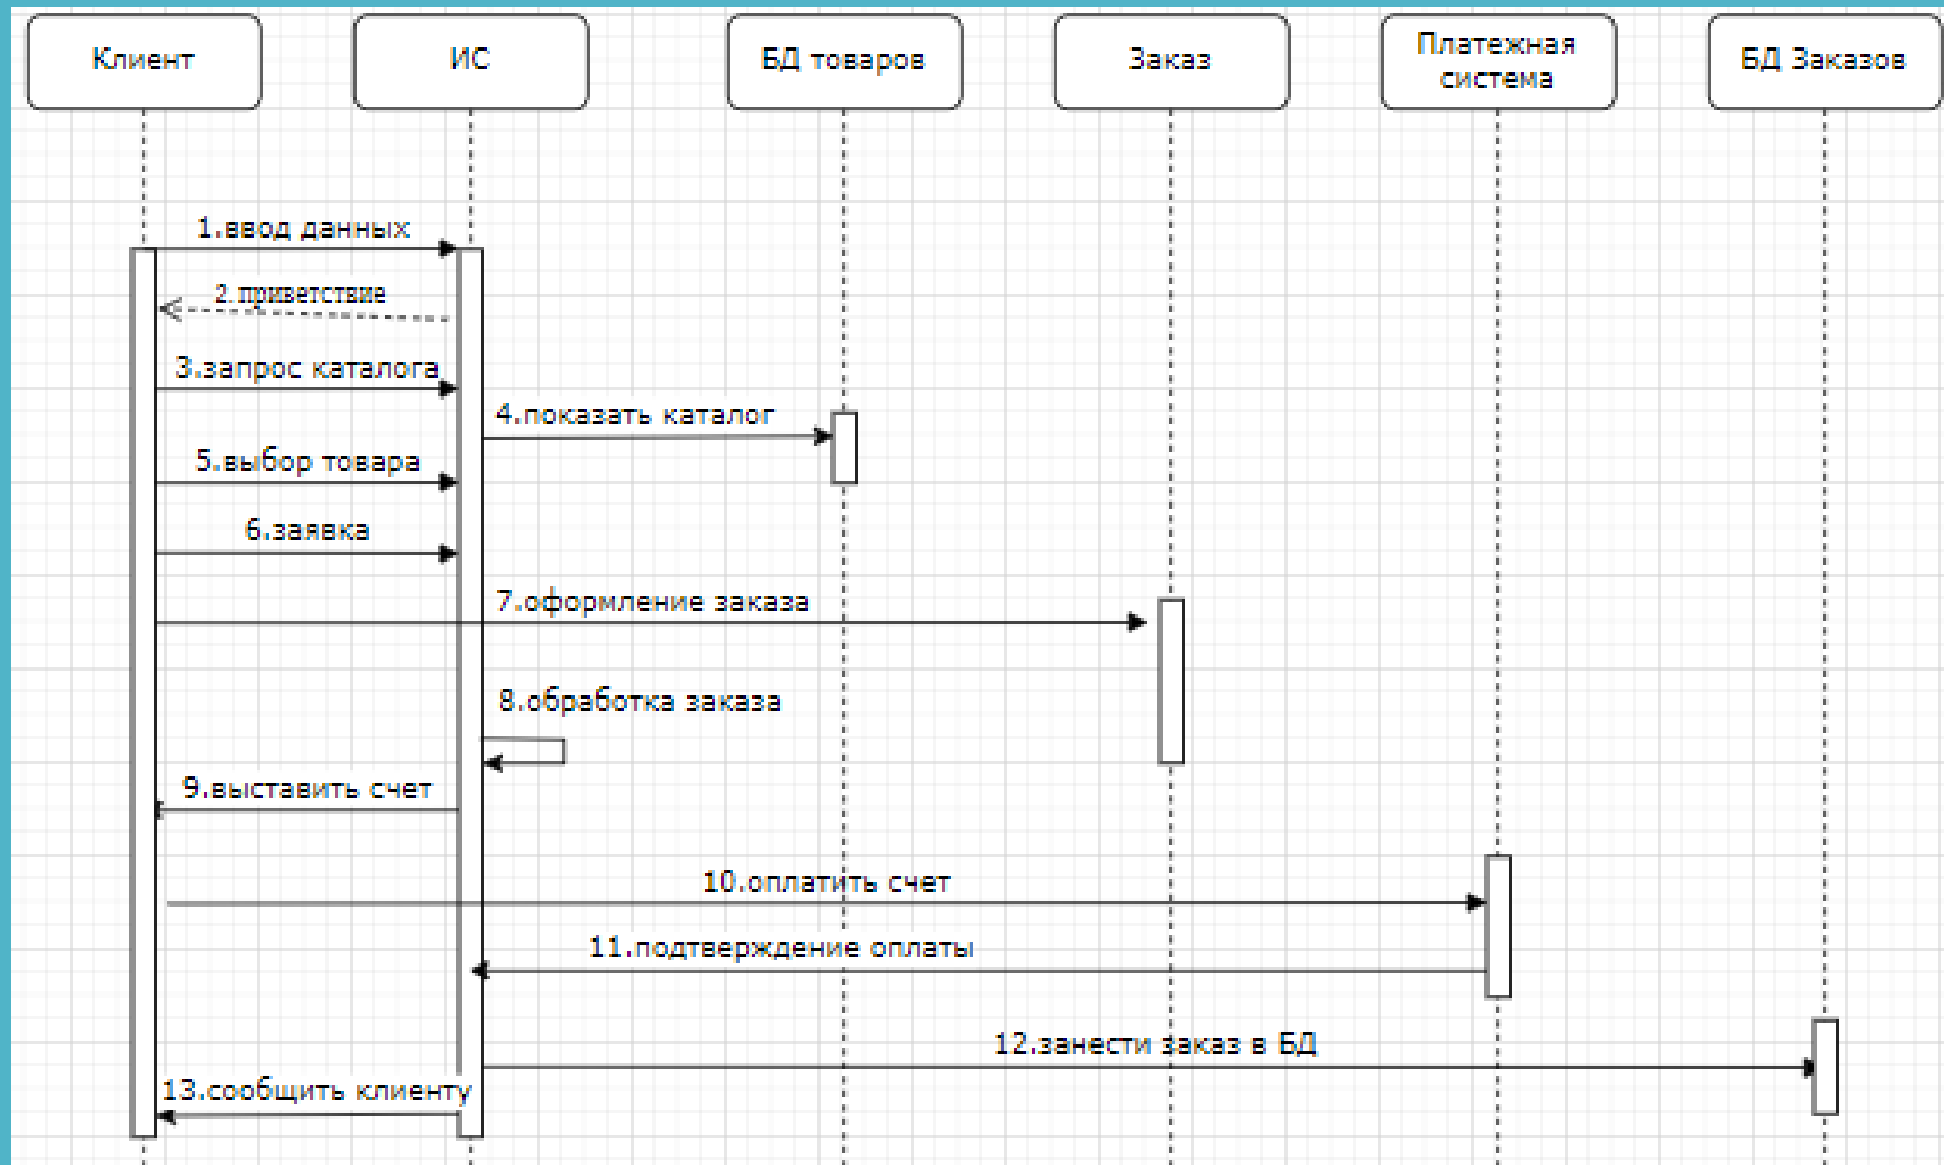 Клиент
ИС
БД товаров
Заказ
Платежная
система
БД Заказов
1.ввод данных
2.приветствие
3.запрос каталога
4.показать каталог
5.выбор товара
6.заявка
7.оформление заказа
8.обработка заказа
9.выставить счет
10.оплатить счет
11.подтверждение оплаты
12.занести заказ в БД
13.сообщить клиенту